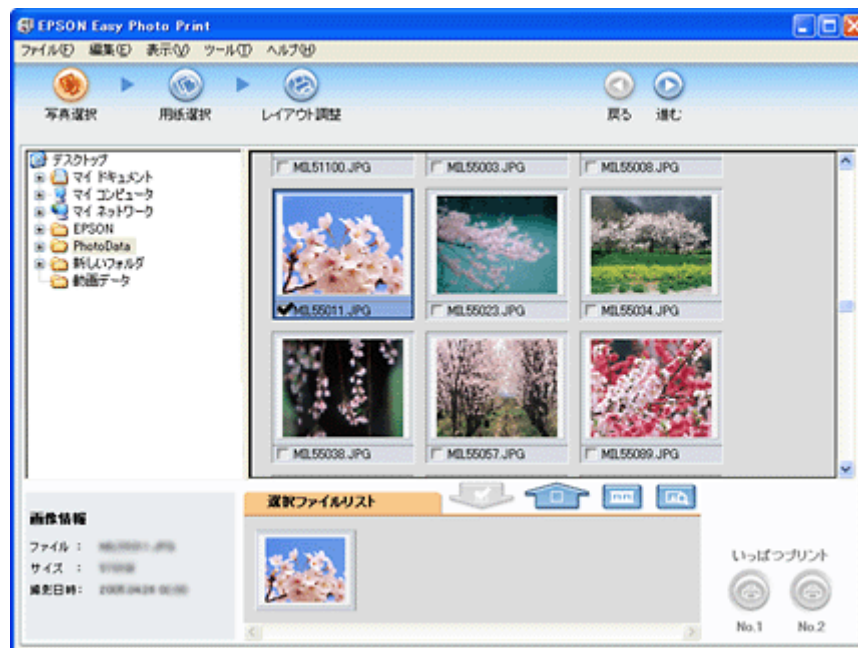 EPSON Easy Photo Print
ファイル(F) 編集(E) 表示(V) ツール(T) ヘルプ(H)
写真選択 用紙選択 レイアウト調整 戻る 進む
デスクトップ
マイ ドキュメント
マイ コンピュータ
マイ ネットワーク
EPSON
PhotoData
新しいフォルダ
動画データ
MIL51100.JPG MIL55003.JPG MIL55008.JPG
MIL55011.JPG MIL55023.JPG MIL55034.JPG
MIL55038.JPG MIL55057.JPG MIL55089.JPG
選択ファイルリスト
画像情報
ファイル :
サイズ :
撮影日時:
いっぱつプリント
No.1 No.2